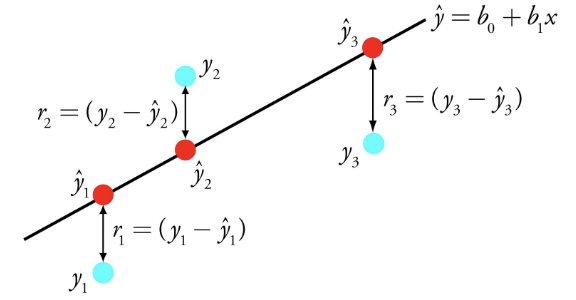 ŷ = b₀ + b₁x
ŷ₃
y₂
r₂ = (y₂ − ŷ₂)
r₃ = (y₃ − ŷ₃)
y₃
ŷ₂
ŷ₁
r₁ = (y₁ − ŷ₁)
y₁